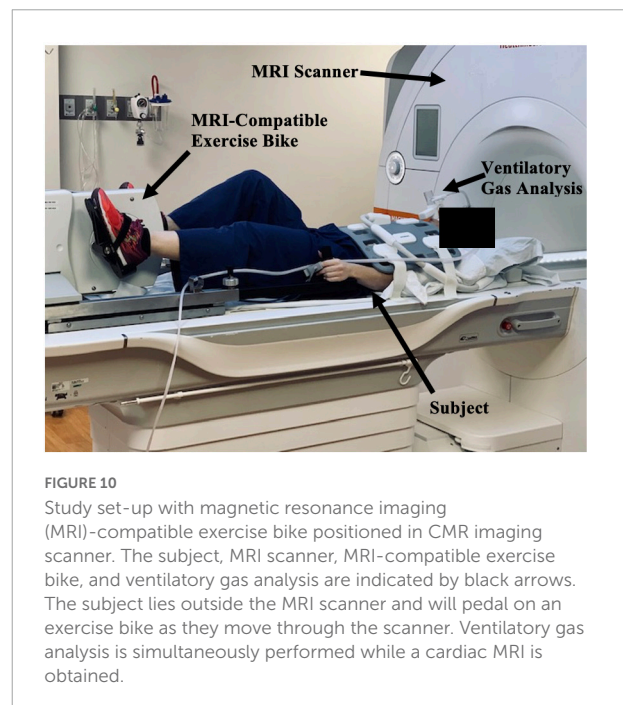 MRI Scanner
MRI-Compatible
Exercise Bike
Ventilatory
Gas Analysis
Subject
FIGURE 10
Study set-up with magnetic resonance imaging
(MRI)-compatible exercise bike positioned in CMR imaging
scanner. The subject, MRI scanner, MRI-compatible exercise
bike, and ventilatory gas analysis are indicated by black arrows.
The subject lies outside the MRI scanner and will pedal on an
exercise bike as they move through the scanner. Ventilatory gas
analysis is simultaneously performed while a cardiac MRI is
obtained.